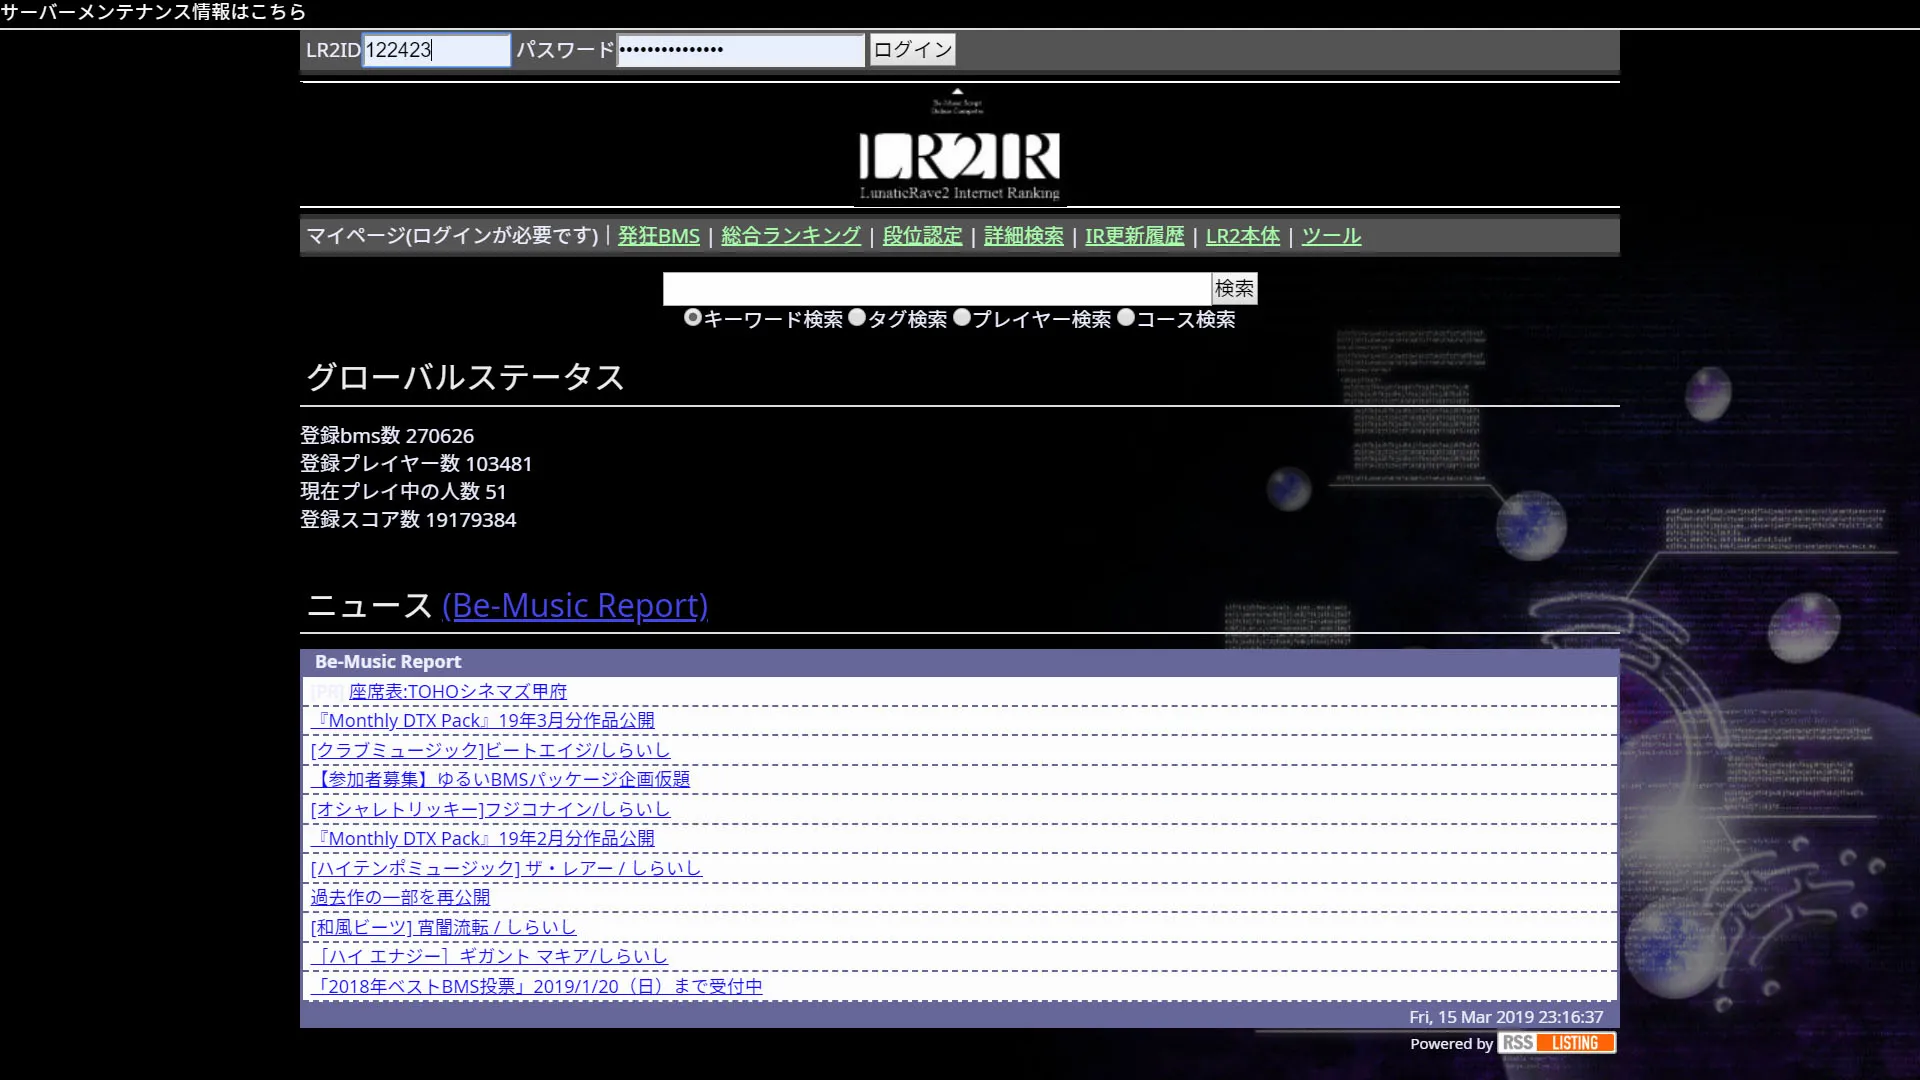 サーバーメンテナンス情報はこちら
LR2ID 122423 パスワード ••••••••••••••• ログイン
LR2IR
LunaticRave2 Internet Ranking
マイページ(ログインが必要です) | 発狂BMS | 総合ランキング | 段位認定 | 詳細検索 | IR更新履歴 | LR2本体 | ツール
検索
キーワード検索 タグ検索 プレイヤー検索 コース検索
グローバルステータス
登録bms数 270626
登録プレイヤー数 103481
現在プレイ中の人数 51
登録スコア数 19179384
ニュース (Be-Music Report)
Be-Music Report
[PR] 座席表:TOHOシネマズ甲府
『Monthly DTX Pack』19年3月分作品公開
[クラブミュージック]ビートエイジ/しらいし
【参加者募集】ゆるいBMSパッケージ企画仮題
[オシャレトリッキー]フジコナイン/しらいし
『Monthly DTX Pack』19年2月分作品公開
[ハイテンポミュージック] ザ・レアー / しらいし
過去作の一部を再公開
[和風ビーツ] 宵闇流転 / しらいし
［ハイ エナジー］ギガント マキア/しらいし
「2018年ベストBMS投票」2019/1/20（日）まで受付中
Fri, 15 Mar 2019 23:16:37
Powered by RSS LISTING